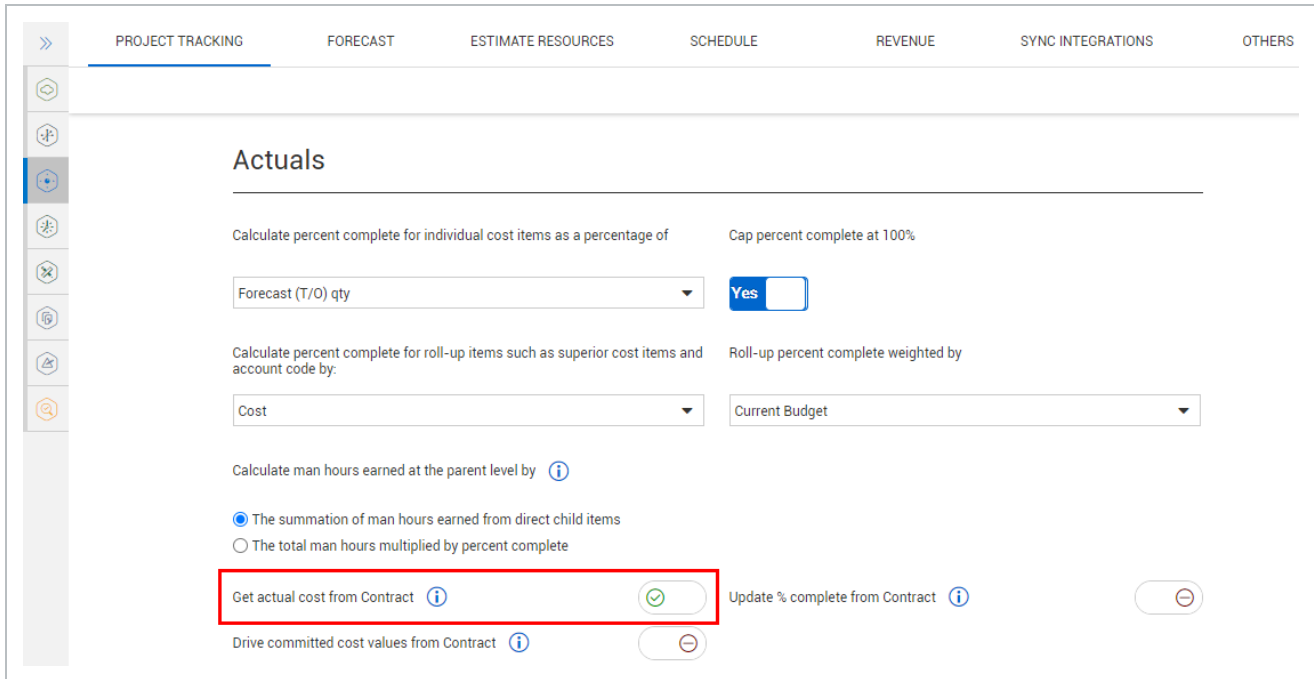 PROJECT TRACKING FORECAST ESTIMATE RESOURCES SCHEDULE REVENUE SYNC INTEGRATIONS OTHERS
Actuals
Calculate percent complete for individual cost items as a percentage of
Cap percent complete at 100%
Forecast (T/O) qty
Yes
Calculate percent complete for roll-up items such as superior cost items and
account code by:
Roll-up percent complete weighted by
Cost
Current Budget
Calculate man hours earned at the parent level by
The summation of man hours earned from direct child items
The total man hours multiplied by percent complete
Get actual cost from Contract
Update % complete from Contract
Drive committed cost values from Contract